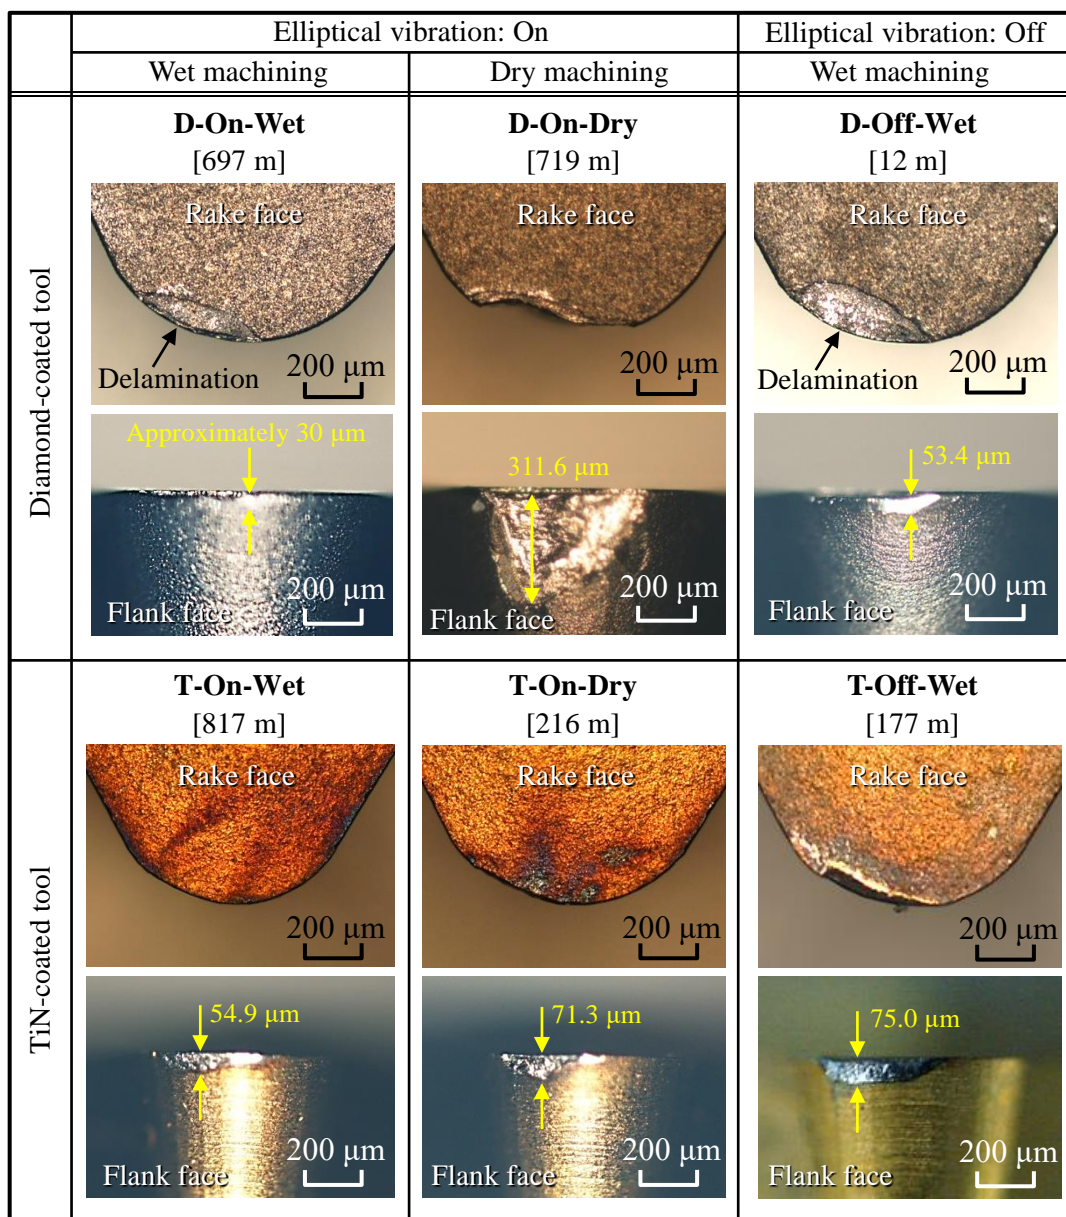 Elliptical vibration: On
Elliptical vibration: Off
Wet machining
Dry machining
Wet machining
Diamond-coated tool
D-On-Wet
[697 m]
Rake face
Delamination
200 μm
Approximately 30 μm
200 μm
Flank face
D-On-Dry
[719 m]
Rake face
200 μm
311.6 μm
200 μm
Flank face
D-Off-Wet
[12 m]
Rake face
Delamination
200 μm
53.4 μm
200 μm
Flank face
TiN-coated tool
T-On-Wet
[817 m]
Rake face
200 μm
54.9 μm
200 μm
Flank face
T-On-Dry
[216 m]
Rake face
200 μm
71.3 μm
200 μm
Flank face
T-Off-Wet
[177 m]
Rake face
200 μm
75.0 μm
200 μm
Flank face